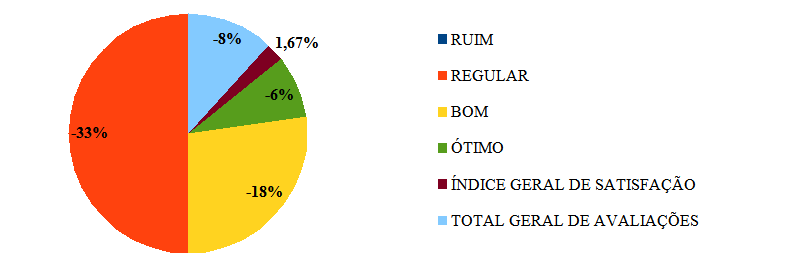 -8%
1,67%
-6%
-33%
-18%
RUIM
REGULAR
BOM
ÓTIMO
ÍNDICE GERAL DE SATISFAÇÃO
TOTAL GERAL DE AVALIAÇÕES